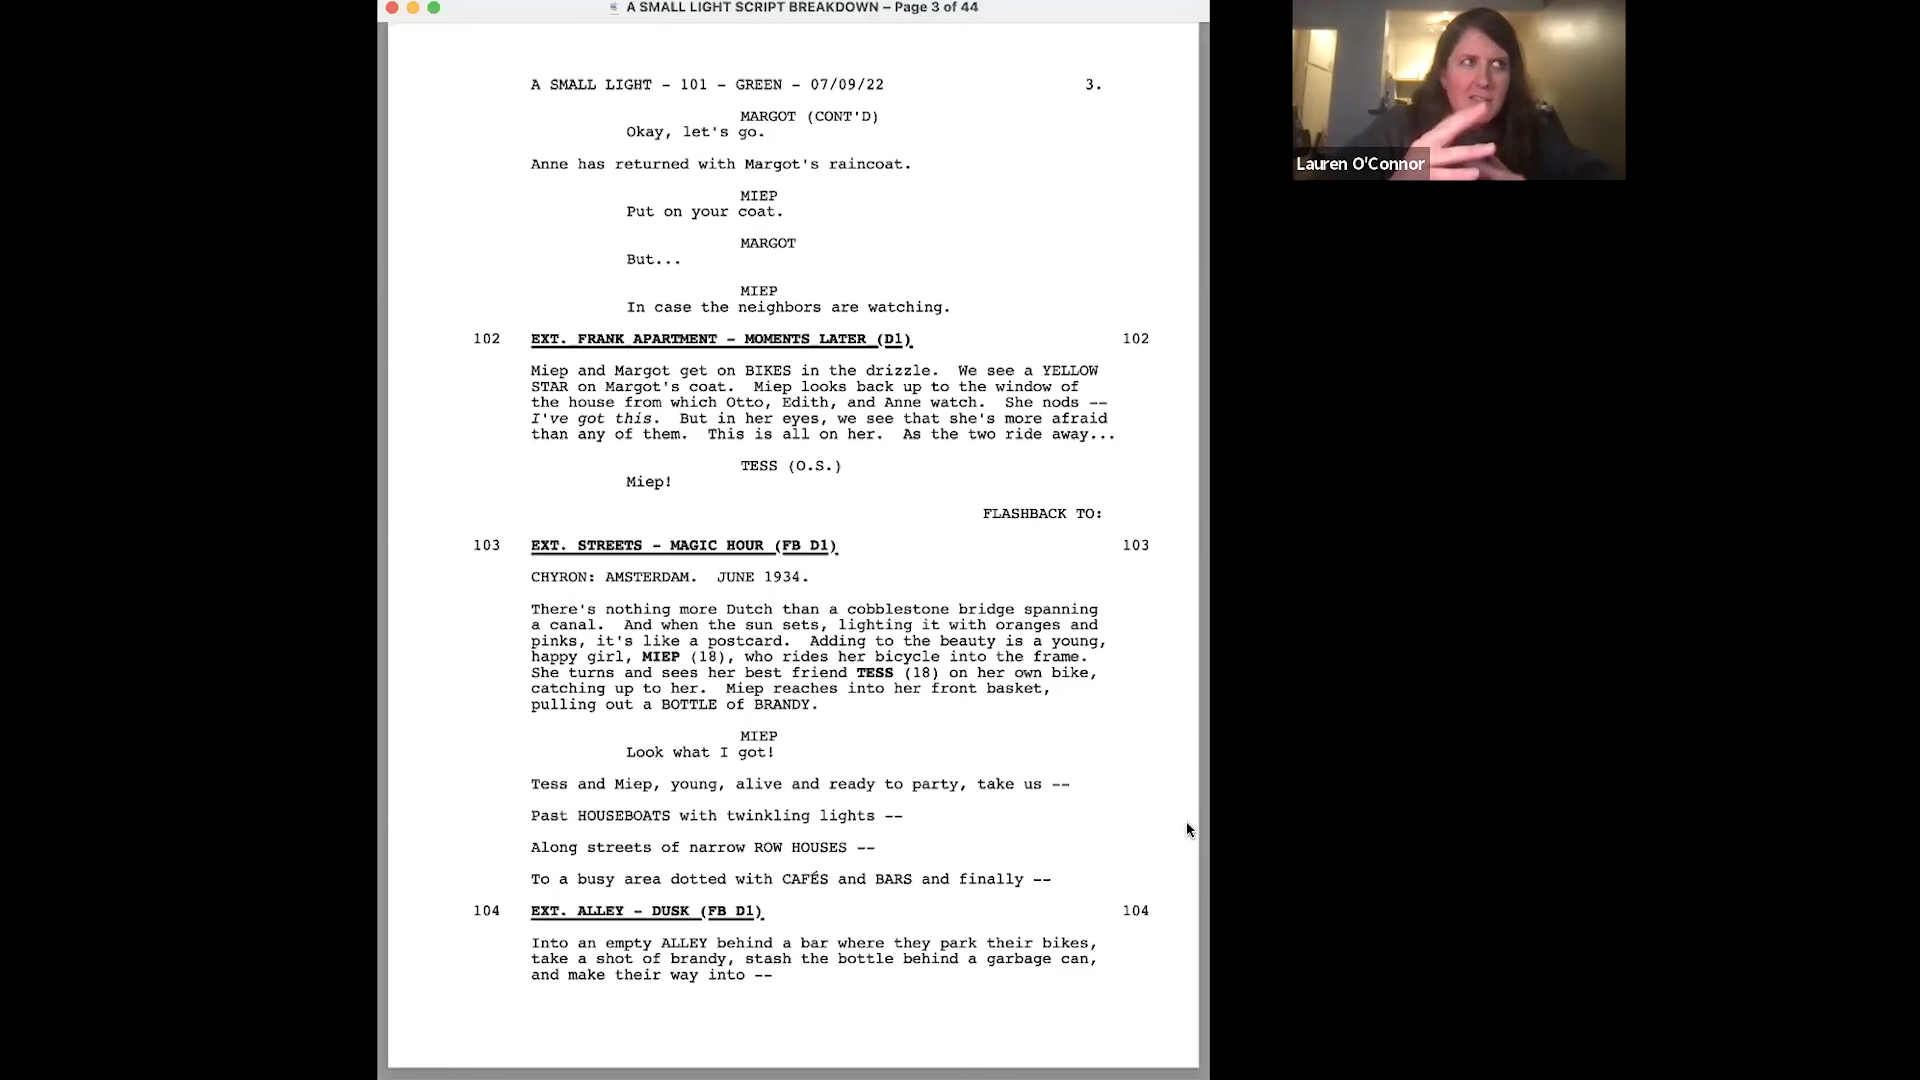 A SMALL LIGHT SCRIPT BREAKDOWN – Page 3 of 44
Lauren O'Connor
A SMALL LIGHT - 101 - GREEN - 07/09/22 3.
MARGOT (CONT'D)
Okay, let's go.
Anne has returned with Margot's raincoat.
MIEP
Put on your coat.
MARGOT
But...
MIEP
In case the neighbors are watching.
102 EXT. FRANK APARTMENT - MOMENTS LATER (D1) 102
Miep and Margot get on BIKES in the drizzle. We see a YELLOW
STAR on Margot's coat. Miep looks back up to the window of
the house from which Otto, Edith, and Anne watch. She nods --
I've got this. But in her eyes, we see that she's more afraid
than any of them. This is all on her. As the two ride away...
TESS (O.S.)
Miep!
FLASHBACK TO:
103 EXT. STREETS - MAGIC HOUR (FB D1) 103
CHYRON: AMSTERDAM. JUNE 1934.
There's nothing more Dutch than a cobblestone bridge spanning
a canal. And when the sun sets, lighting it with oranges and
pinks, it's like a postcard. Adding to the beauty is a young,
happy girl, MIEP (18), who rides her bicycle into the frame.
She turns and sees her best friend TESS (18) on her own bike,
catching up to her. Miep reaches into her front basket,
pulling out a BOTTLE of BRANDY.
MIEP
Look what I got!
Tess and Miep, young, alive and ready to party, take us --
Past HOUSEBOATS with twinkling lights --
Along streets of narrow ROW HOUSES --
To a busy area dotted with CAFÉS and BARS and finally --
104 EXT. ALLEY - DUSK (FB D1) 104
Into an empty ALLEY behind a bar where they park their bikes,
take a shot of brandy, stash the bottle behind a garbage can,
and make their way into --